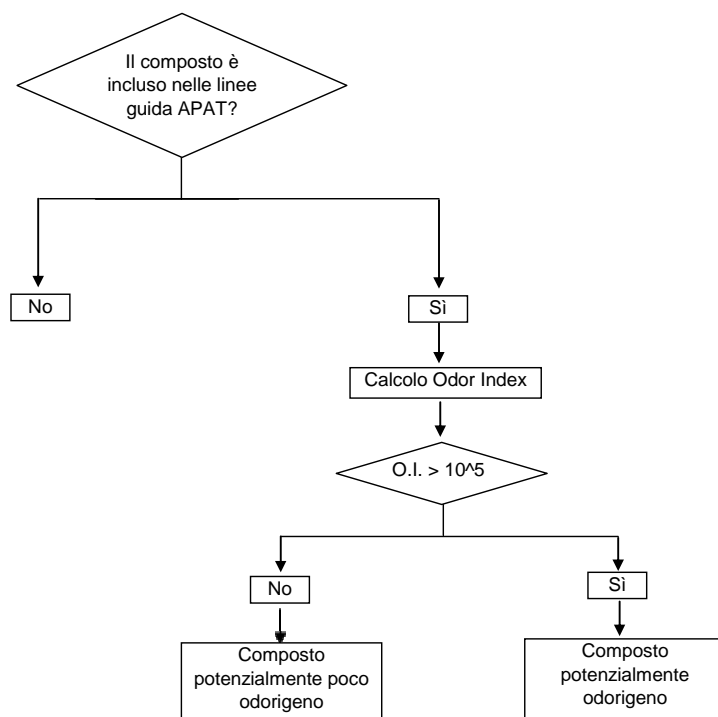 Il composto è
incluso nelle linee
guida APAT?
No
Sì
Calcolo Odor Index
O.I. > 10^5
No
Sì
Composto
potenzialmente poco
odorigeno
Composto
potenzialmente
odorigeno